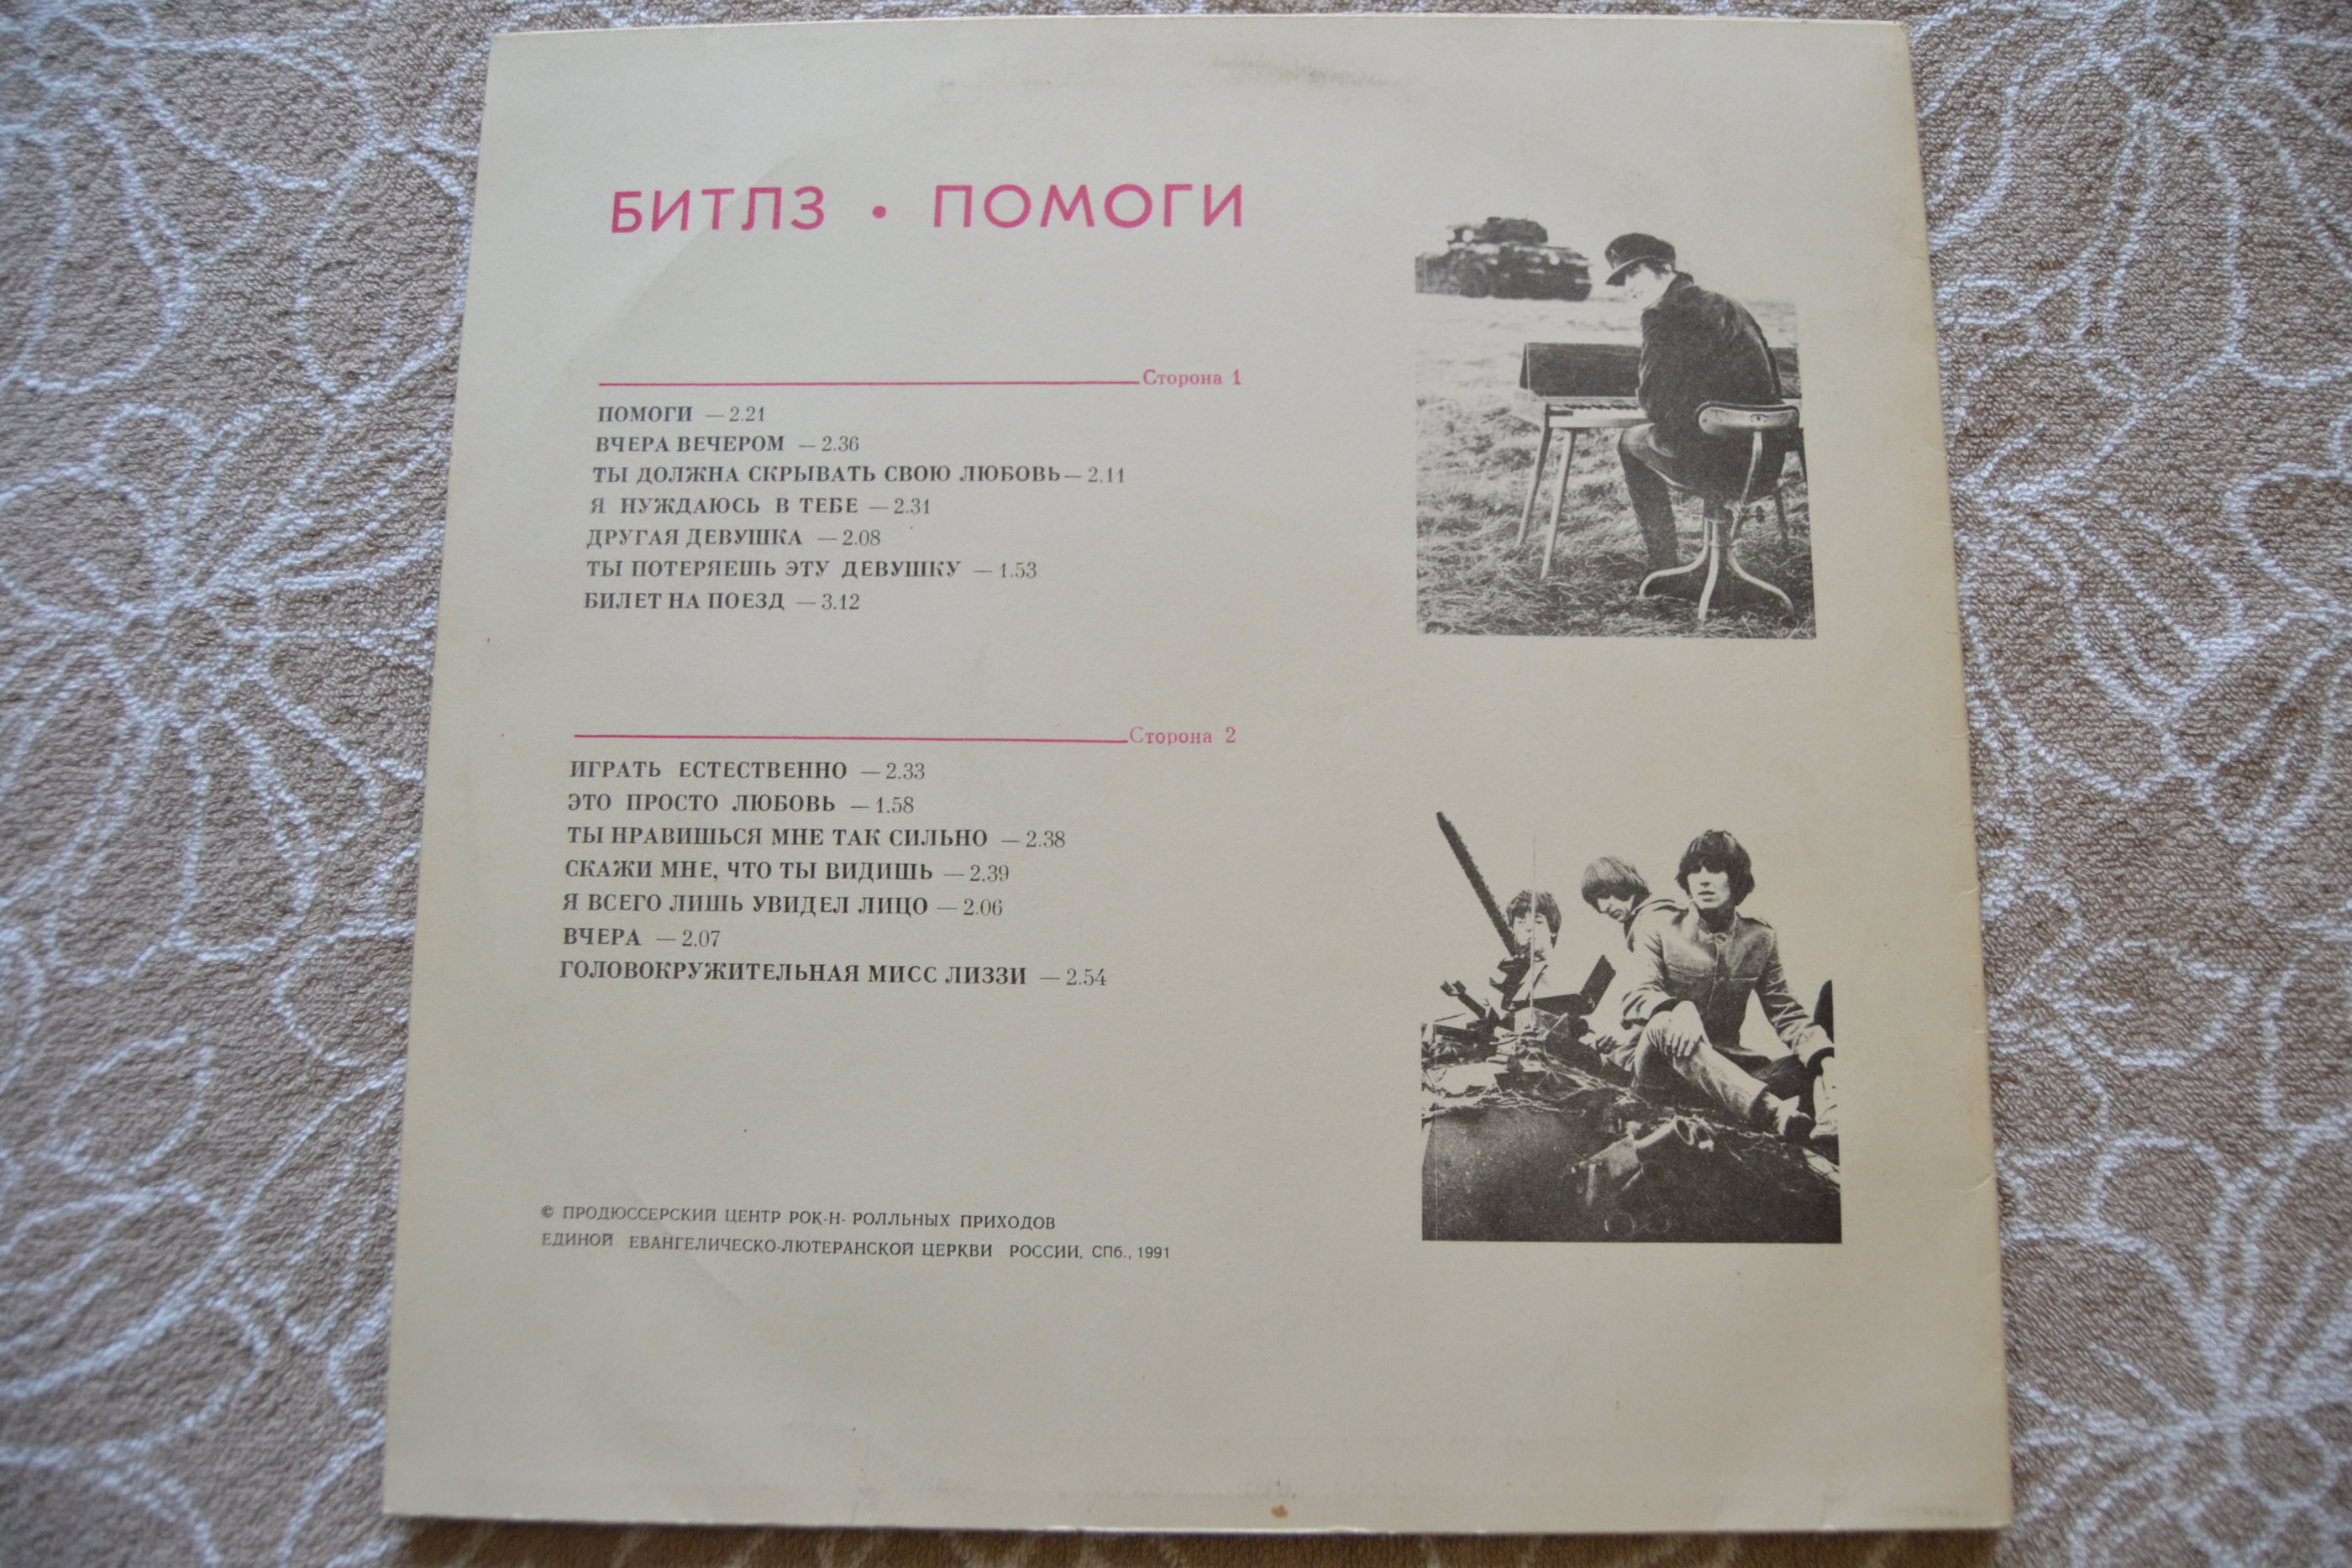 БИТЛЗ • ПОМОГИ
Сторона 1
ПОМОГИ — 2.21
ВЧЕРА ВЕЧЕРОМ — 2.36
ТЫ ДОЛЖНА СКРЫВАТЬ СВОЮ ЛЮБОВЬ — 2.11
Я НУЖДАЮСЬ В ТЕБЕ — 2.31
ДРУГАЯ ДЕВУШКА — 2.08
ТЫ ПОТЕРЯЕШЬ ЭТУ ДЕВУШКУ — 1.53
БИЛЕТ НА ПОЕЗД — 3.12
Сторона 2
ИГРАТЬ ЕСТЕСТВЕННО — 2.33
ЭТО ПРОСТО ЛЮБОВЬ — 1.58
ТЫ НРАВИШЬСЯ МНЕ ТАК СИЛЬНО — 2.38
СКАЖИ МНЕ, ЧТО ТЫ ВИДИШЬ — 2.39
Я ВСЕГО ЛИШЬ УВИДЕЛ ЛИЦО — 2.06
ВЧЕРА — 2.07
ГОЛОВОКРУЖИТЕЛЬНАЯ МИСС ЛИЗЗИ — 2.54
© ПРОДЮССЕРСКИЙ ЦЕНТР РОК-Н- РОЛЛЬНЫХ ПРИХОДОВ
ЕДИНОЙ ЕВАНГЕЛИЧЕСКО-ЛЮТЕРАНСКОЙ ЦЕРКВИ РОССИИ. СПб., 1991